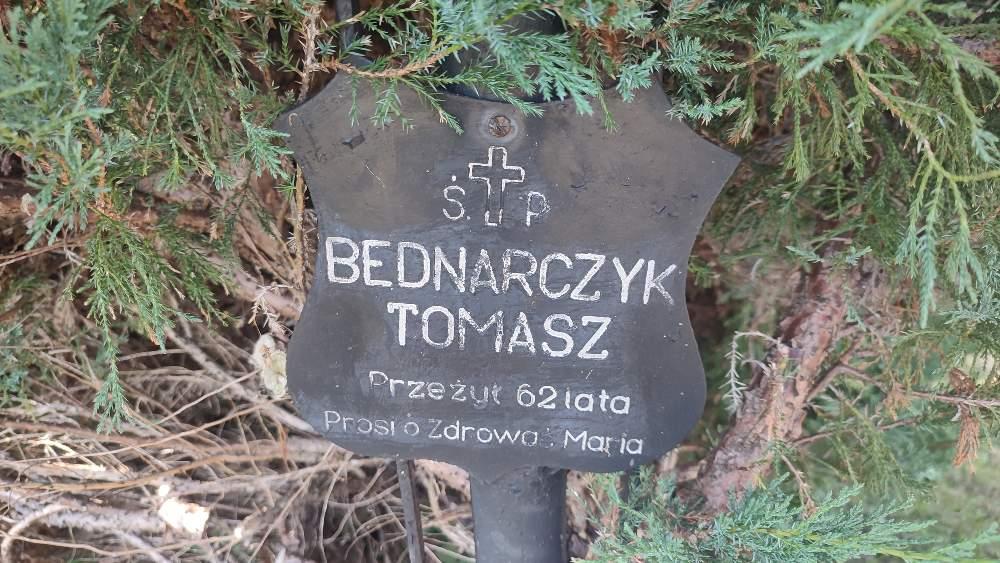 Ś. P
BEDNARCZYK
TOMASZ
Przeżył 62 lata
Prosi o Zdrowaś Maria